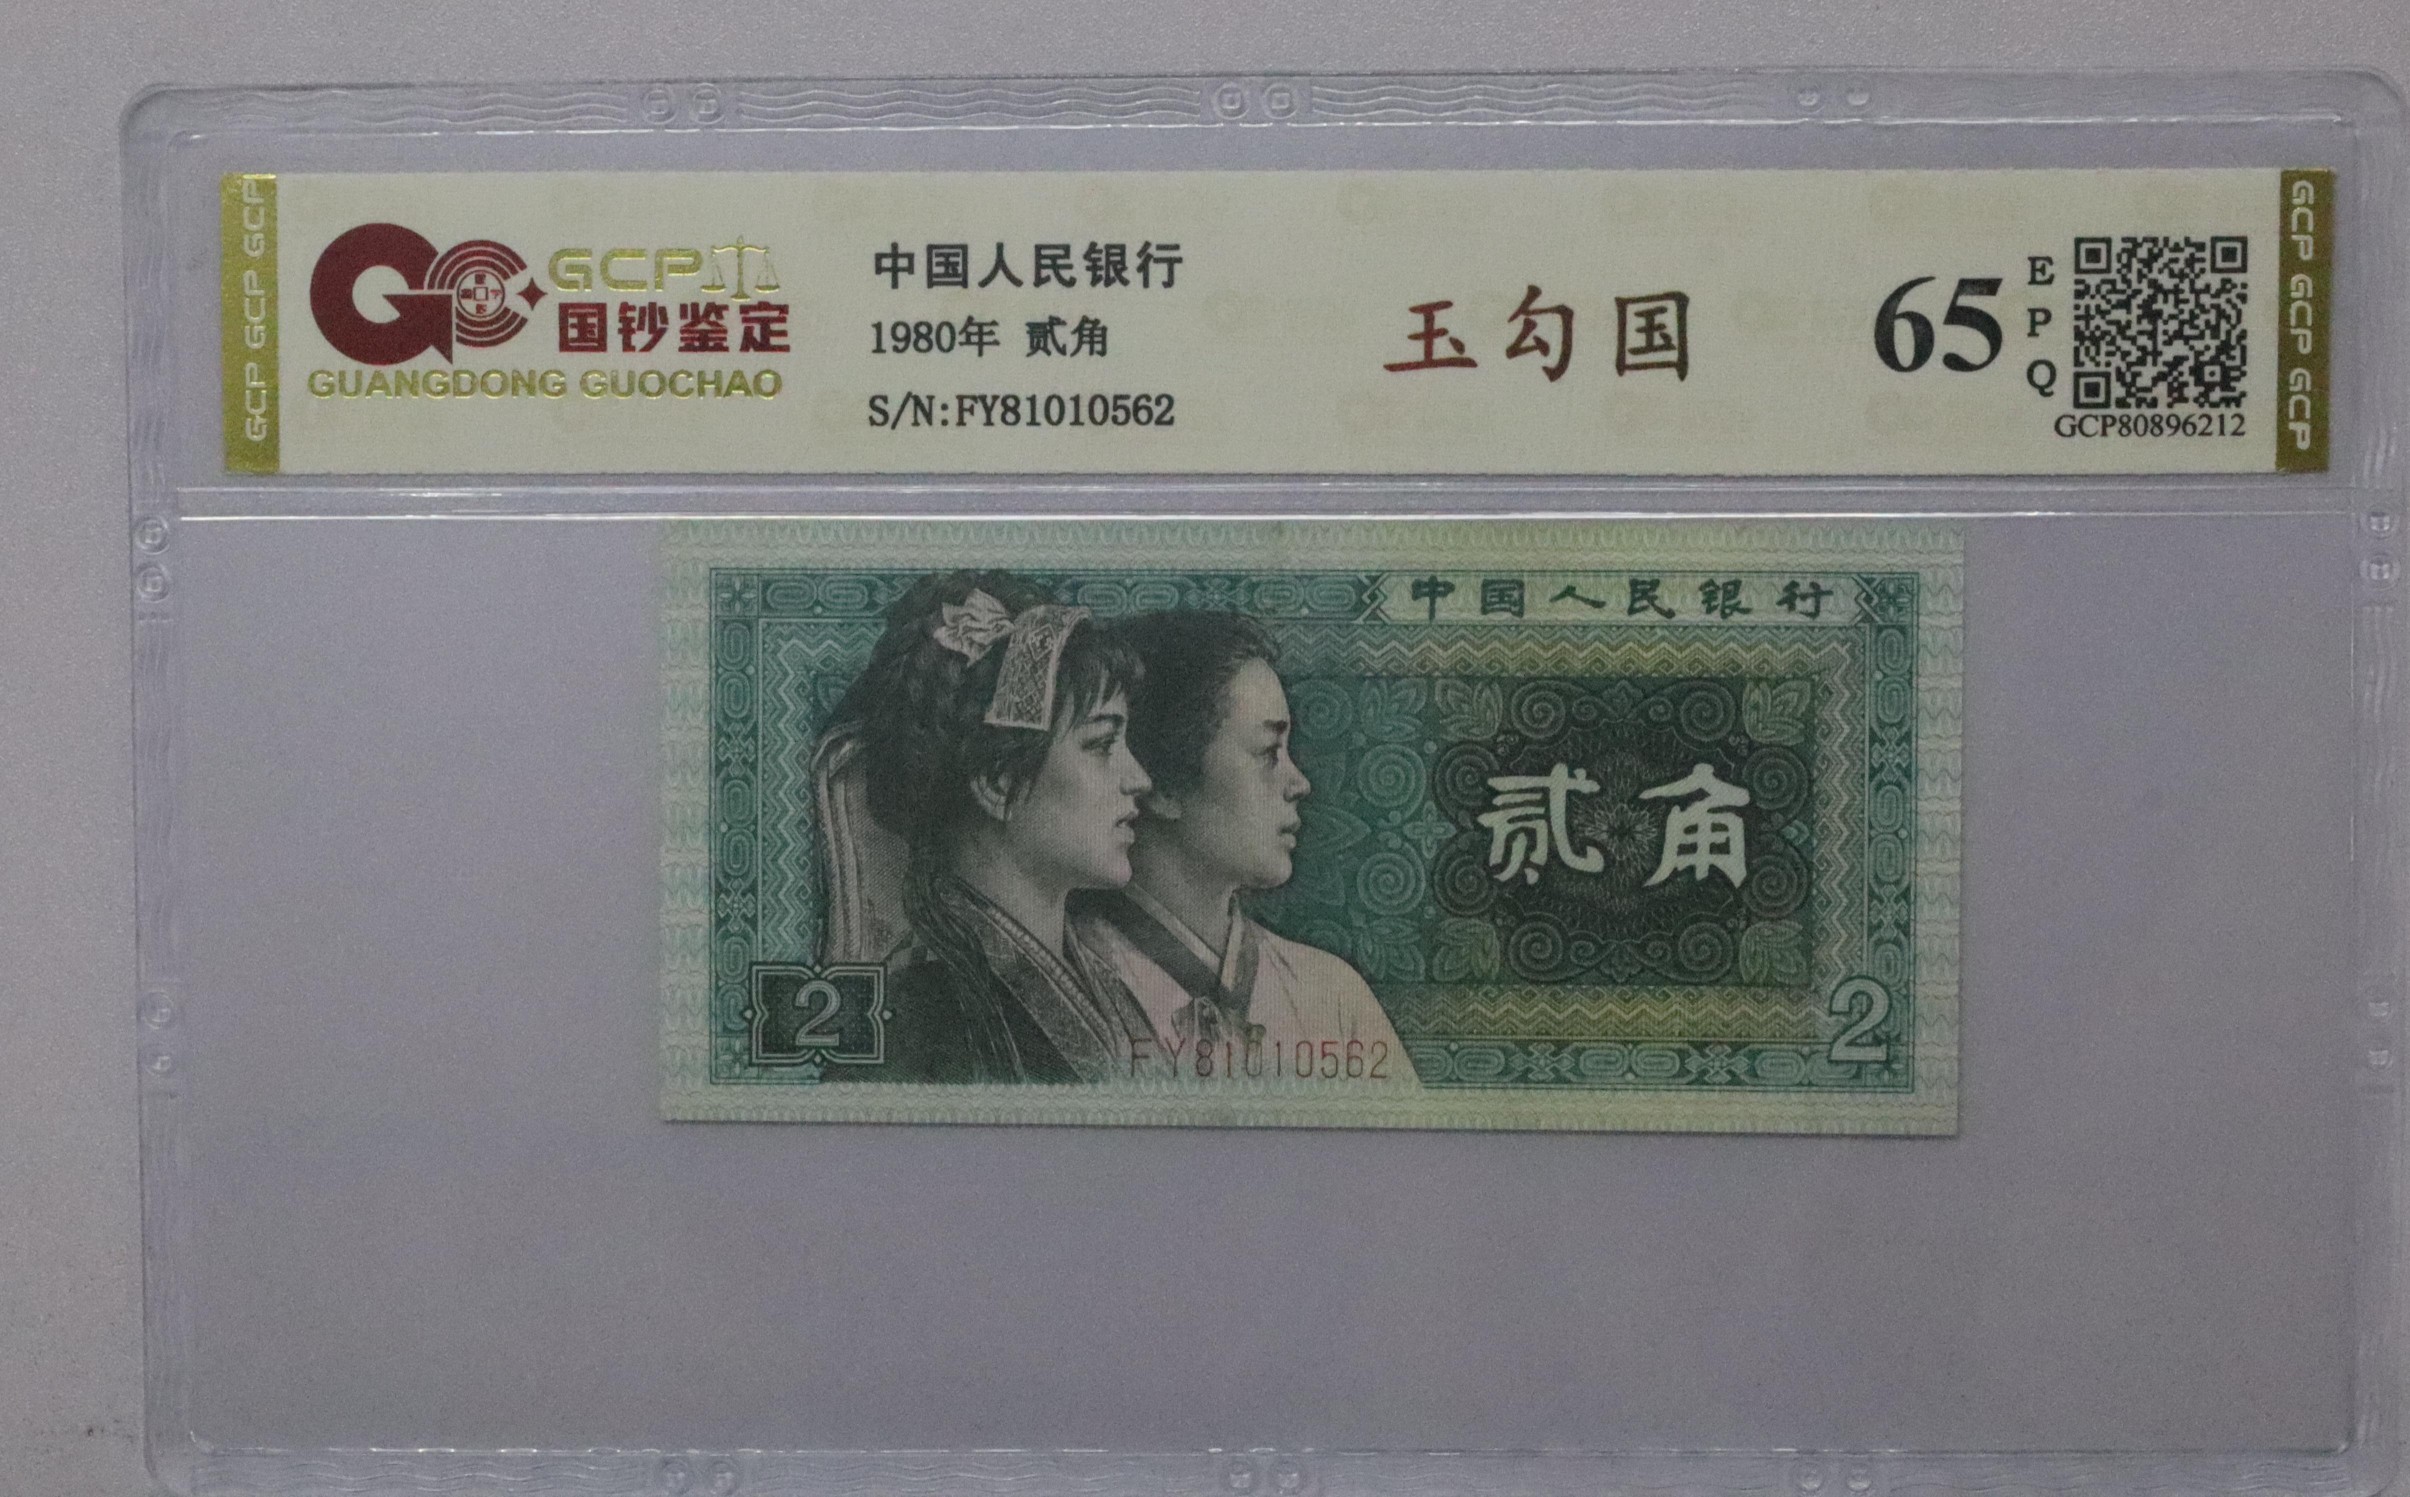 GCP GCP GCP
GCP
国钞鉴定
GUANGDONG GUOCHAO
中国人民银行
1980年 贰角
S/N:FY81010562
玉勾国
65
EPQ
GCP80896212
GCP GCP GCP GCP
中国人民银行
贰角
2
FY81010562
2